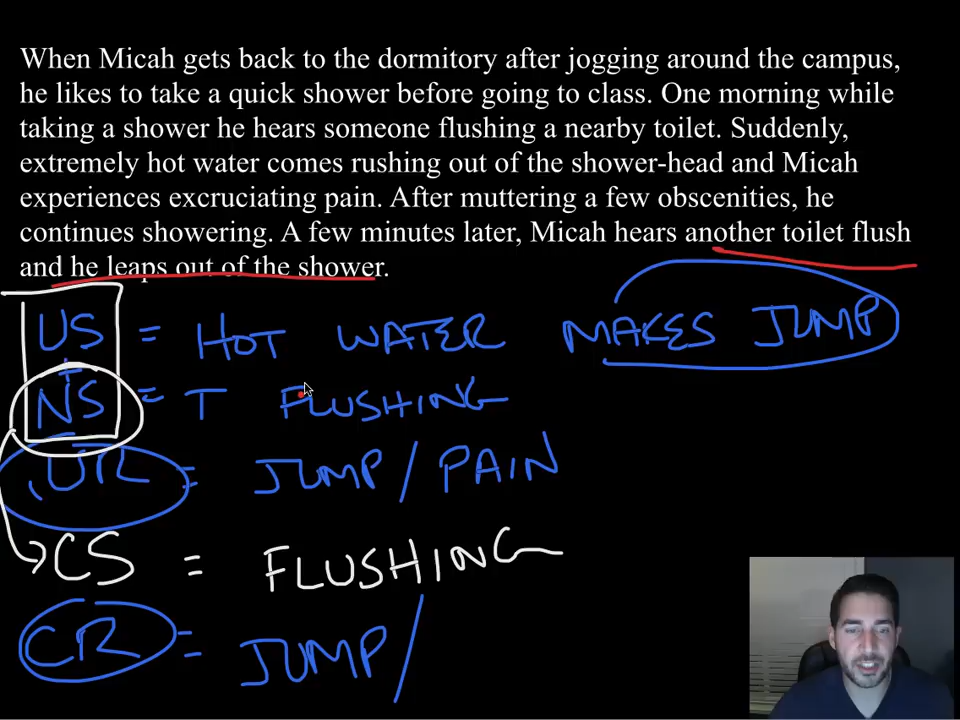 When Micah gets back to the dormitory after jogging around the campus,
he likes to take a quick shower before going to class. One morning while
taking a shower he hears someone flushing a nearby toilet. Suddenly,
extremely hot water comes rushing out of the shower-head and Micah
experiences excruciating pain. After muttering a few obscenities, he
continues showering. A few minutes later, Micah hears another toilet flush
and he leaps out of the shower.
US = HOT WATER MAKES JUMP
+
NS = T FLUSHING
UR = JUMP/PAIN
CS = FLUSHING
CR = JUMP/